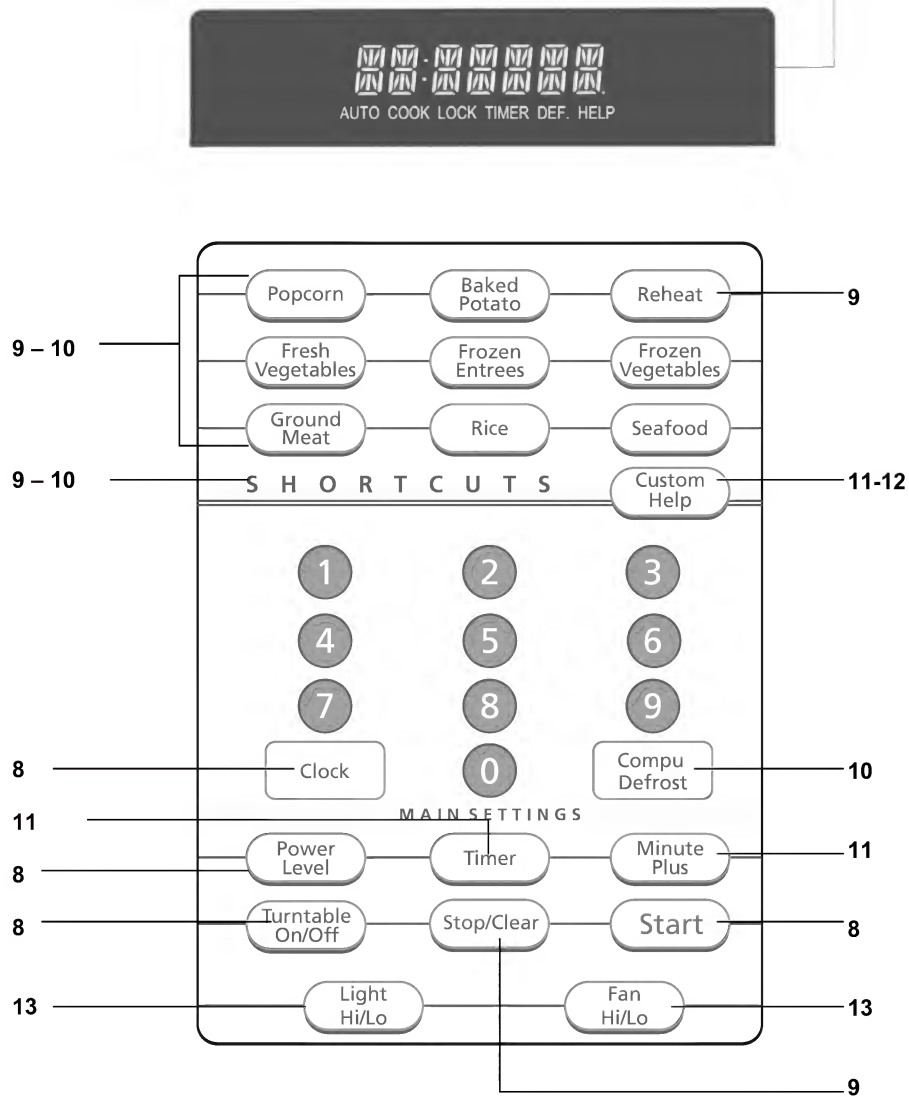 AUTO COOK LOCK TIMER DEF. HELP
Popcorn
Baked
Potato
Reheat
9
9 – 10
Fresh
Vegetables
Frozen
Entrees
Frozen
Vegetables
Ground
Meat
Rice
Seafood
9 – 10
SHORTCUTS
Custom
Help
11-12
1
2
3
4
5
6
7
8
9
8
Clock
0
Compu
Defrost
10
MAIN SETTINGS
11
Power
Level
Timer
Minute
Plus
11
8
8
Turntable
On/Off
Stop/Clear
Start
8
13
Light
Hi/Lo
Fan
Hi/Lo
13
9